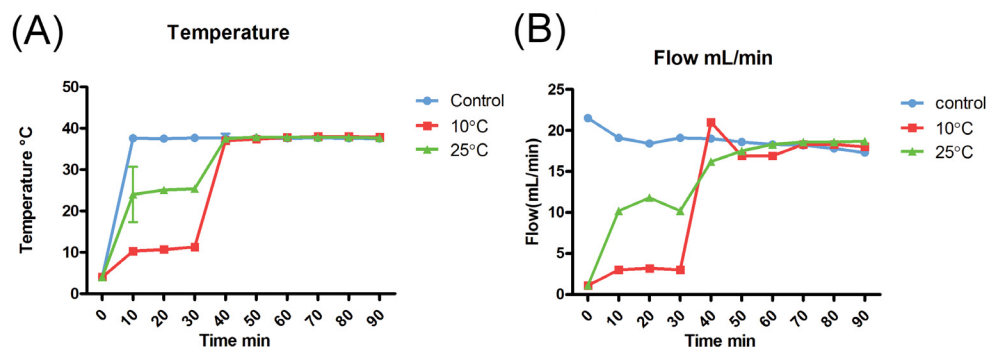 (A)
Temperature
50
40
30
20
10
0
Temperature °C
0 10 20 30 40 50 60 70 80 90
Time min
Control
10°C
25°C
(B)
Flow mL/min
25
20
15
10
5
0
Flow(mL/min)
0 10 20 30 40 50 60 70 80 90
Time min
control
10°C
25°C